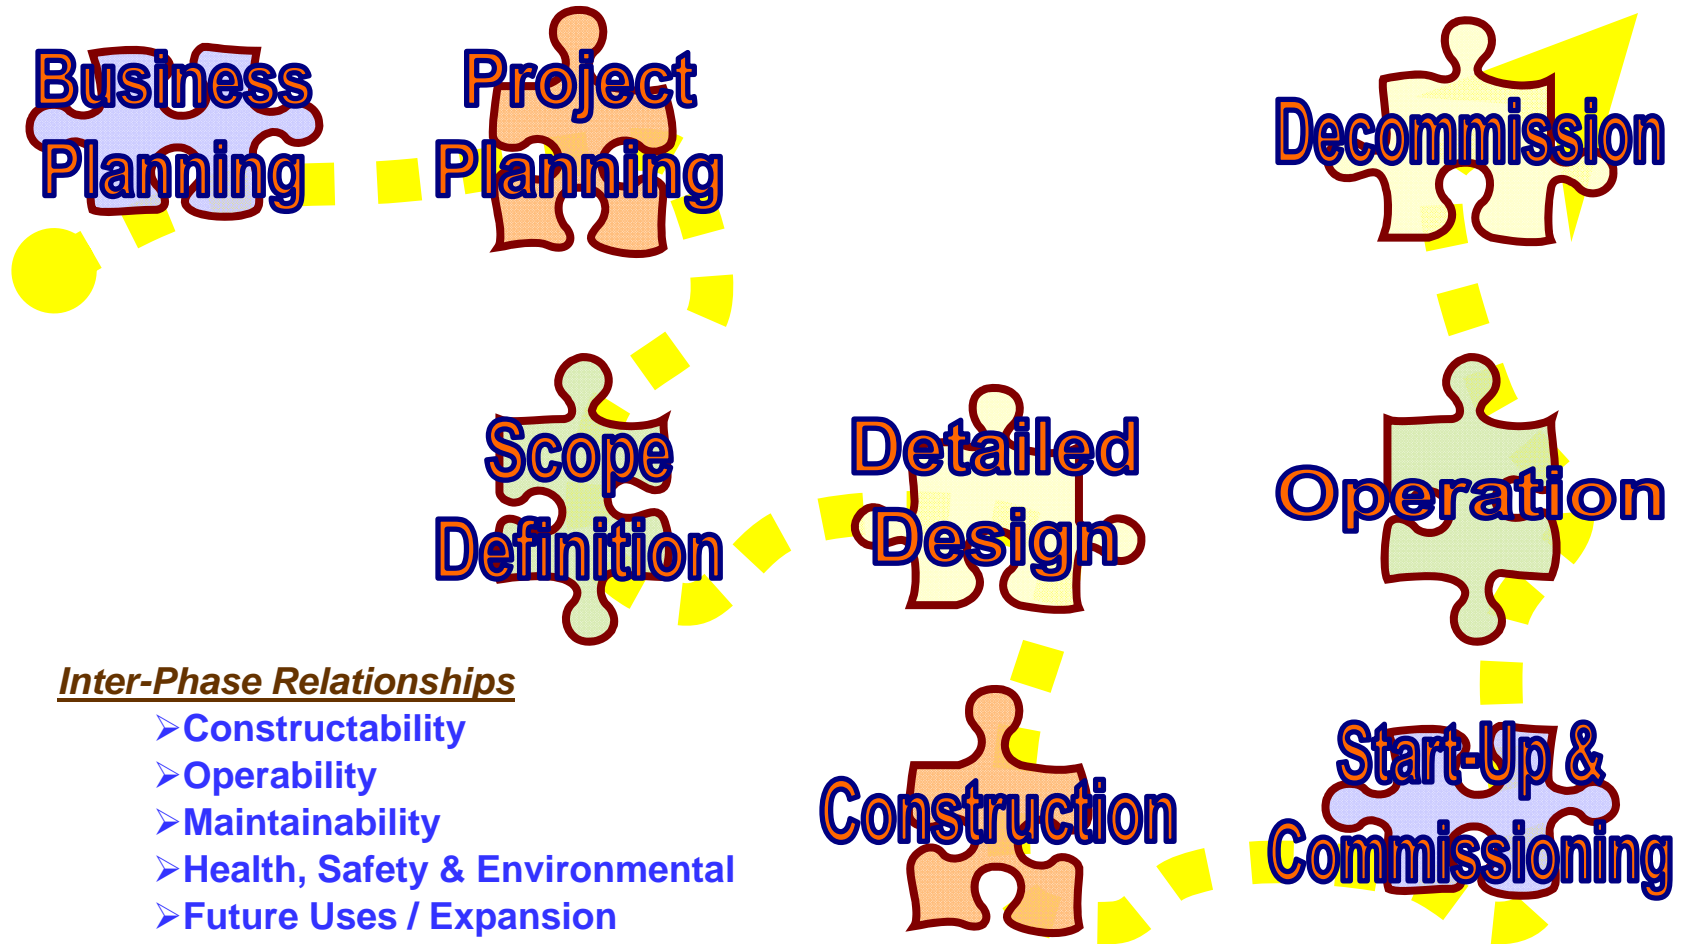 Business
Planning
Project
Planning
Scope
Definition
Detailed
Design
Construction
Start-Up &
Commissioning
Operation
Decommission
Inter-Phase Relationships
➢Constructability
➢Operability
➢Maintainability
➢Health, Safety & Environmental
➢Future Uses / Expansion